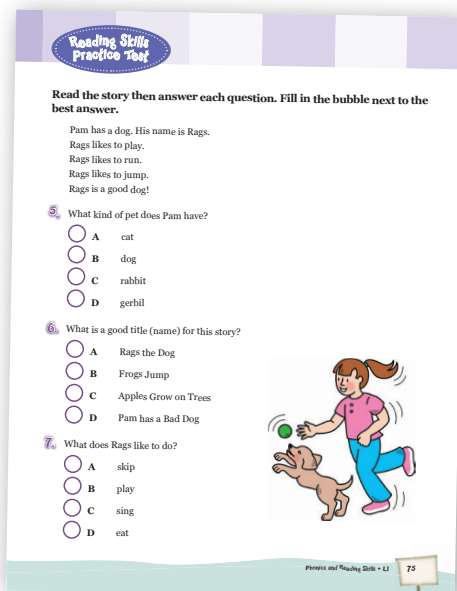 Reading Skills
Practice Test
Read the story then answer each question. Fill in the bubble next to the
best answer.
Pam has a dog. His name is Rags.
Rags likes to play.
Rags likes to run.
Rags likes to jump.
Rags is a good dog!
5. What kind of pet does Pam have?
A cat
B dog
C rabbit
D gerbil
6. What is a good title (name) for this story?
A Rags the Dog
B Frogs Jump
C Apples Grow on Trees
D Pam has a Bad Dog
7. What does Rags like to do?
A skip
B play
C sing
D eat
Phonics and Reading Skills • L1 75